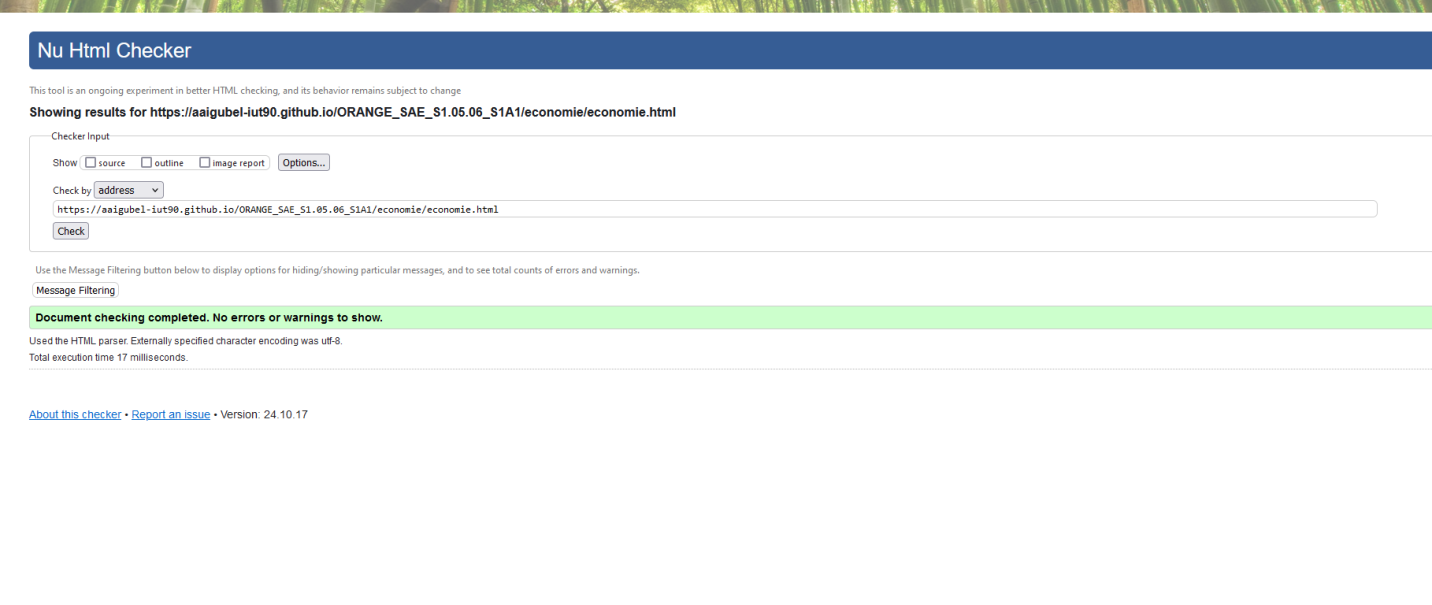 Nu Html Checker
This tool is an ongoing experiment in better HTML checking, and its behavior remains subject to change
Showing results for https://aaigubel-iut90.github.io/ORANGE_SAE_S1.05.06_S1A1/economie/economie.html
Checker Input
Show source outline image report Options...
Check by address
https://aaigubel-iut90.github.io/ORANGE_SAE_S1.05.06_S1A1/economie/economie.html
Check
Use the Message Filtering button below to display options for hiding/showing particular messages, and to see total counts of errors and warnings.
Message Filtering
Document checking completed. No errors or warnings to show.
Used the HTML parser. Externally specified character encoding was utf-8.
Total execution time 17 milliseconds.
About this checker • Report an issue • Version: 24.10.17